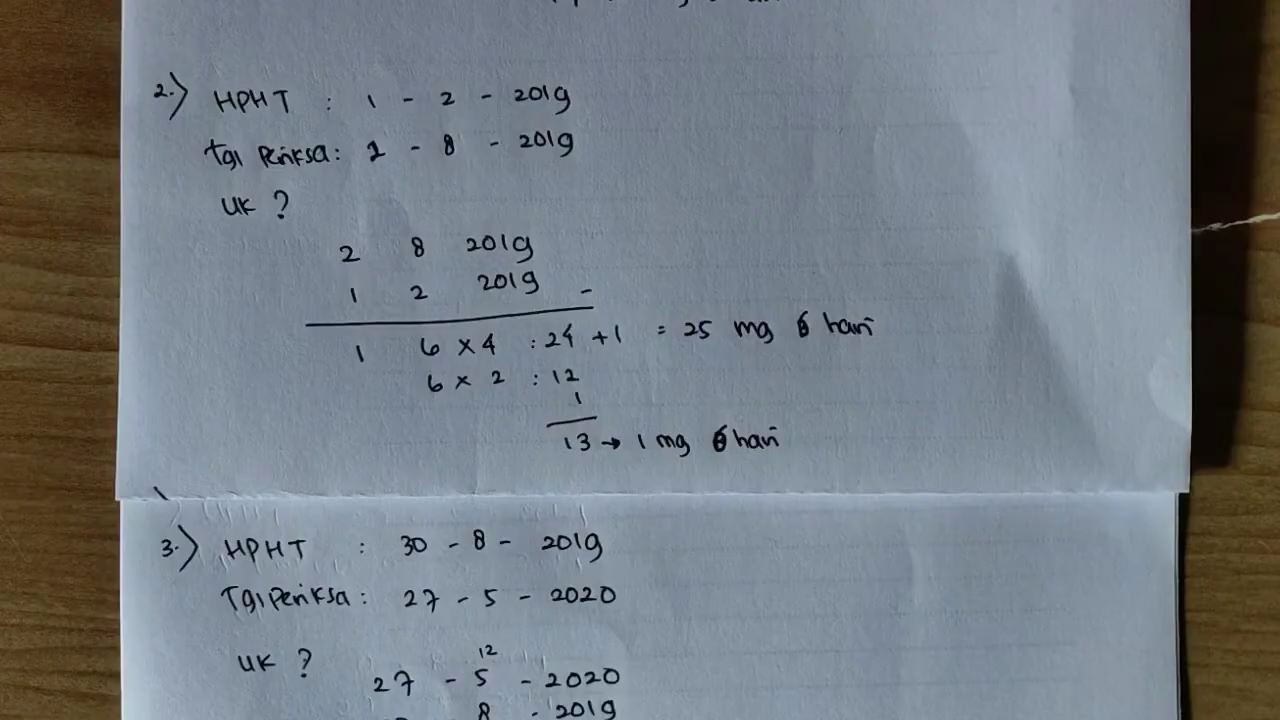 2.) HPHT : 1 - 2 - 2019
Tgl Periksa: 2 - 8 - 2019
UK ?
2 8 2019
1 2 2019 -
1 6 x 4 : 24 + 1 = 25 mg 6 hari
6 x 2 : 12
1
13 → 1 mg 6 hari
3.) HPHT : 30 - 8 - 2019
Tgl Periksa : 27 - 5 - 2020
UK ?
12
27 - 5 - 2020
8 - 2019